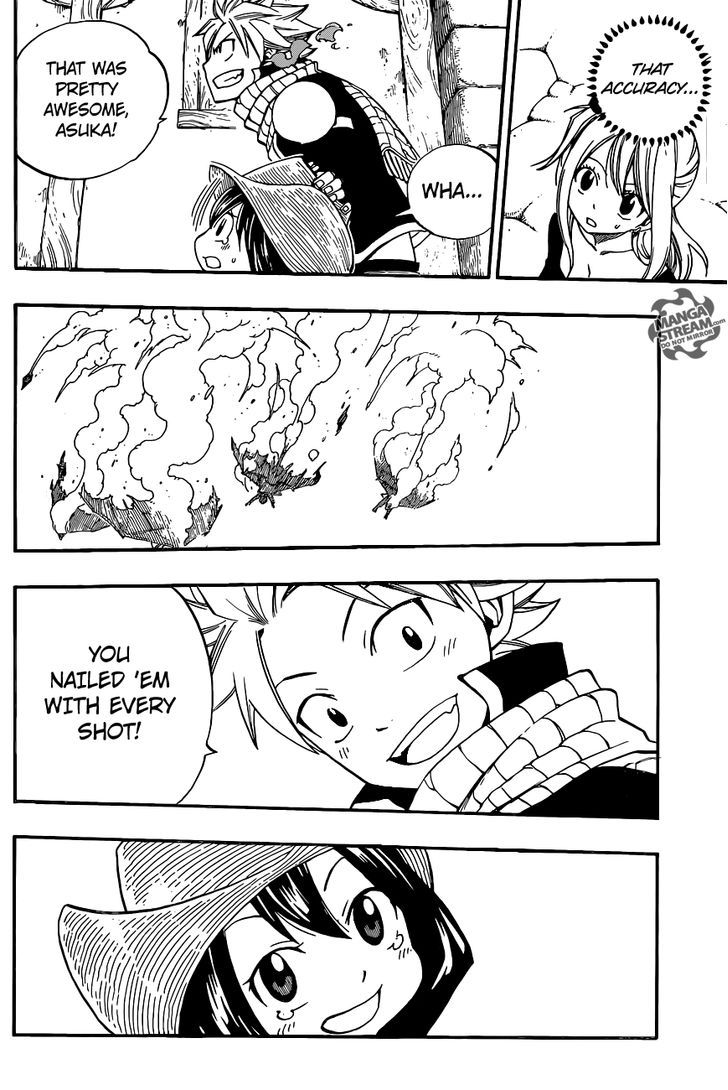 THAT
ACCURACY...
THAT WAS
PRETTY
AWESOME,
ASUKA!
WHA...
MANGA
STREAM.com
DO NOT MIRROR
YOU
NAILED 'EM
WITH EVERY
SHOT!